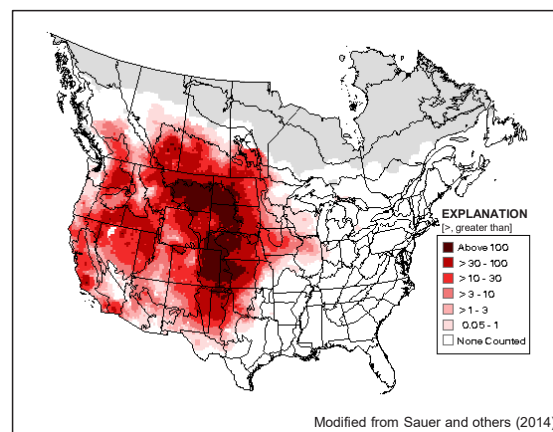 EXPLANATION
[>, greater than]
Above 100
> 30 - 100
> 10 - 30
> 3 - 10
> 1 - 3
0.05 - 1
None Counted
Modified from Sauer and others (2014)